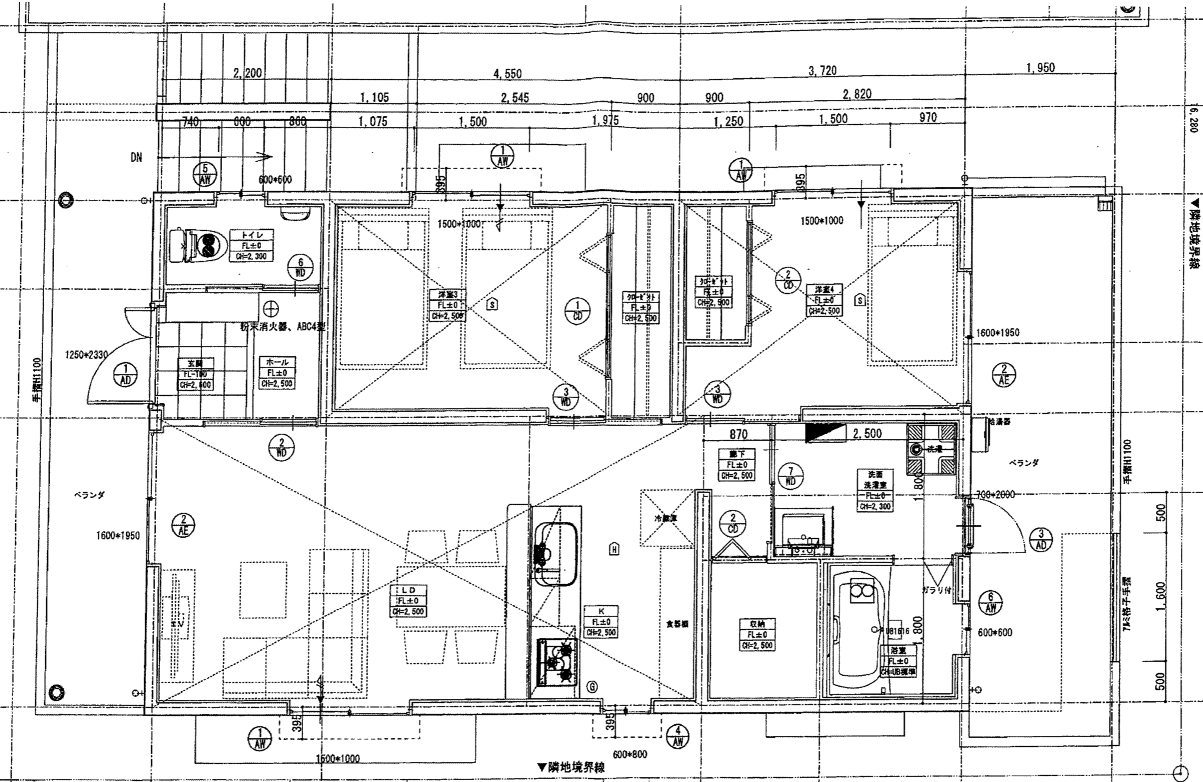 2,200
4,550
3,720
1,950
1,105
2,545
900
900
2,820
740
600
860
1,075
1,500
1,975
1,250
1,500
970
6,280
DN
5
AW
600*600
1
AW
395
1
AW
395
▼隣地境界線
トイレ
FL±0
CH=2,300
6
WD
1500*1000
1500*1000
洋室3
FL±0
CH=2,500
S
1
CD
クローゼット
FL±0
CH=2,500
クローゼット
FL±0
CH=2,500
2
CD
洋室4
FL±0
CH=2,500
S
粉末消火器、ABC4型
1250*2330
1
AD
玄関
CH=2,600
ホール
FL±0
CH=2,500
3
WD
3
WD
1600*1950
2
AE
手摺H1100
2
WD
870
2,500
廊下
FL±0
CH=2,500
7
WD
洗面
洗濯室
FL±0
CH=2,300
洗濯
1,800
給湯器
ベランダ
手摺H1100
ベランダ
2
AE
1600*1950
冷蔵庫
2
CD
700*2000
3
AD
500
H
LD
FL±0
CH=2,500
K
FL±0
CH=2,500
食器棚
収納
FL±0
CH=2,500
ガラリ付
6
AW
600*600
1,800
UB1616
浴室
FL±0
CH=UB標準
アルミ格子手摺
1,600
500
TV
G
1
AW
395
1500*1000
395
4
AW
600*800
▼隣地境界線